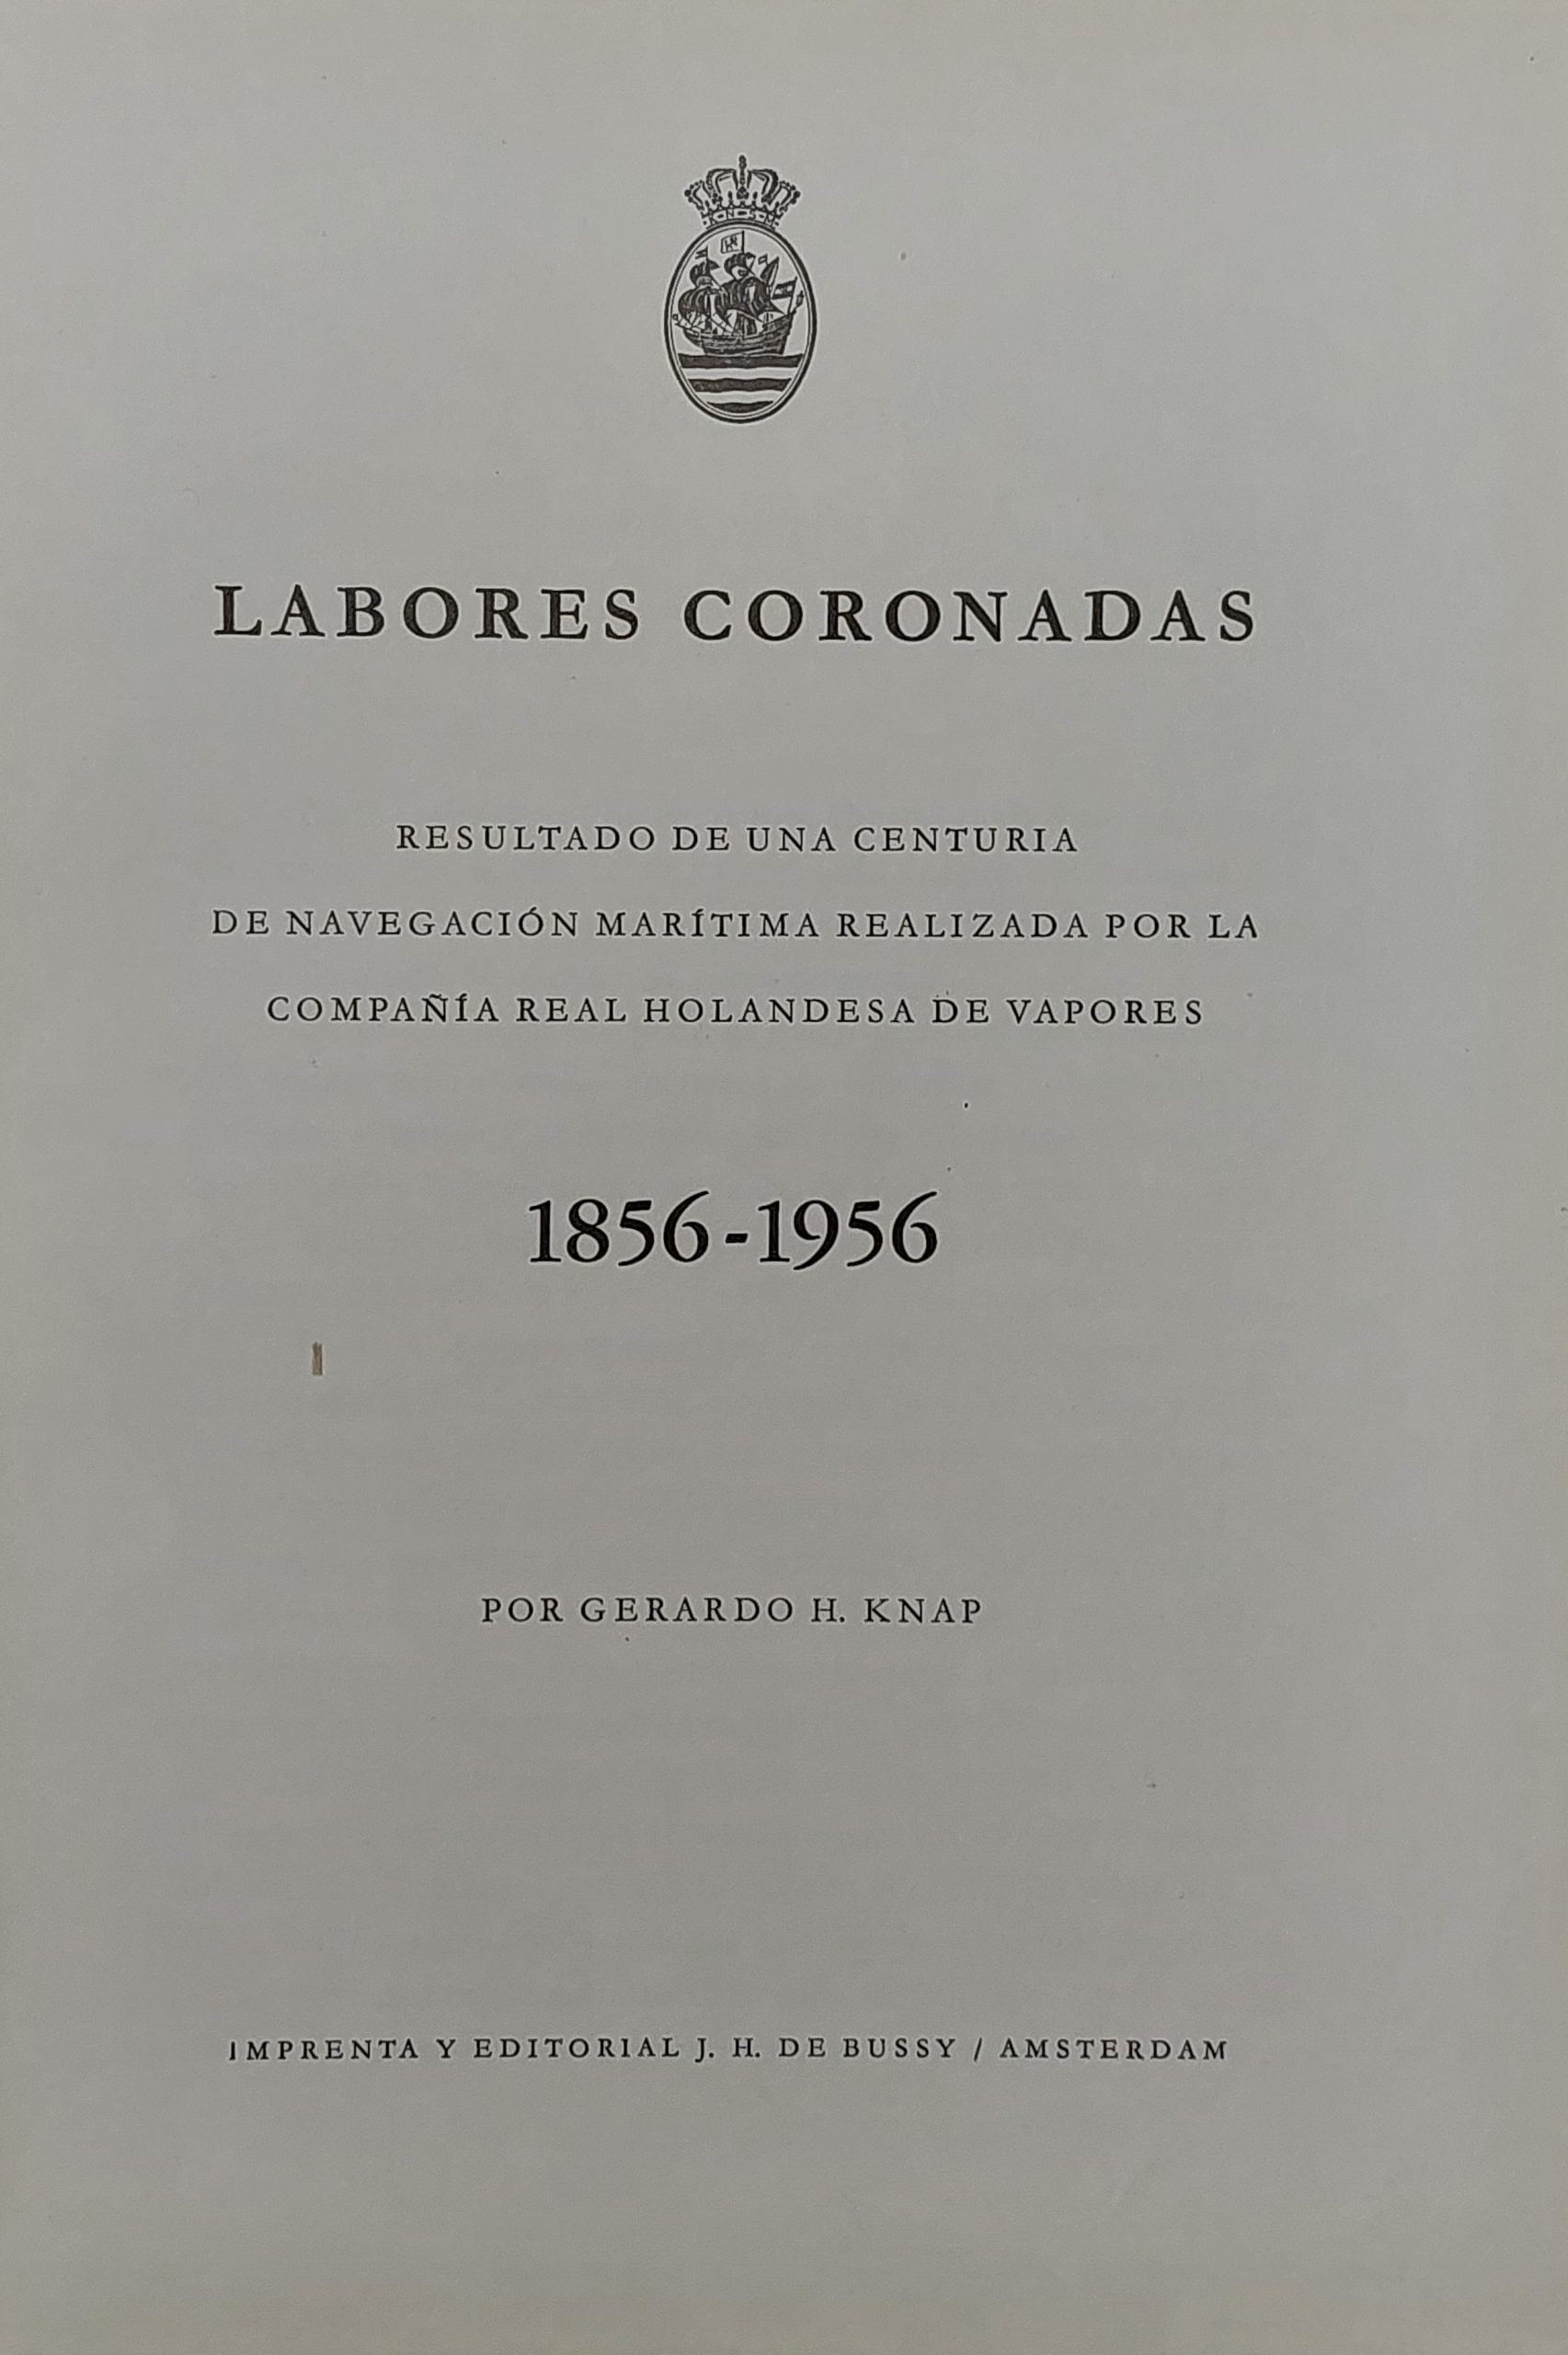 K·N·S·M
LABORES CORONADAS
RESULTADO DE UNA CENTURIA
DE NAVEGACIÓN MARÍTIMA REALIZADA POR LA
COMPAÑÍA REAL HOLANDESA DE VAPORES
1856-1956
POR GERARDO H. KNAP
IMPRENTA Y EDITORIAL J. H. DE BUSSY / AMSTERDAM